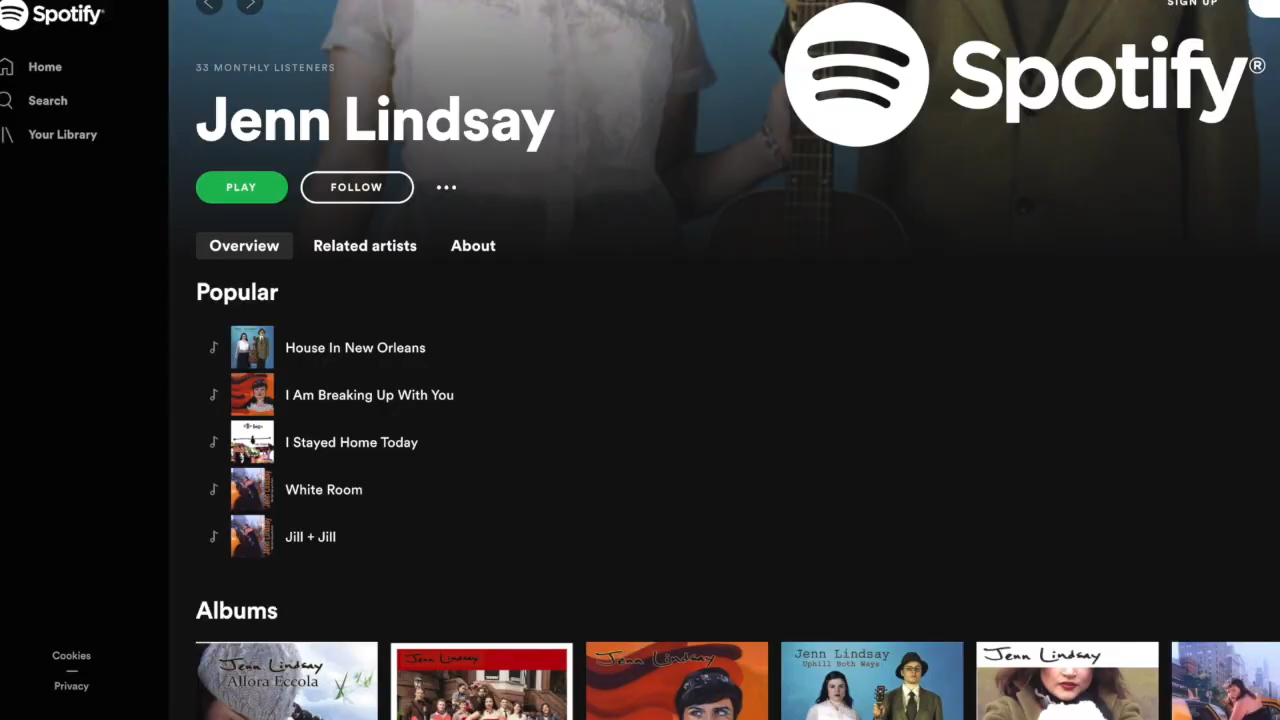 Spotify®
SIGN UP
Spotify®
Home
Search
Your Library
33 MONTHLY LISTENERS
Jenn Lindsay
PLAY
FOLLOW
Overview
Related artists
About
Popular
House In New Orleans
I Am Breaking Up With You
I Stayed Home Today
White Room
Jill + Jill
Albums
Jenn Lindsay
Allora Eccola
Jenn Lindsay
Jenn Lindsay
Jenn Lindsay
Uphill Both Ways
Jenn Lindsay
Cookies
Privacy